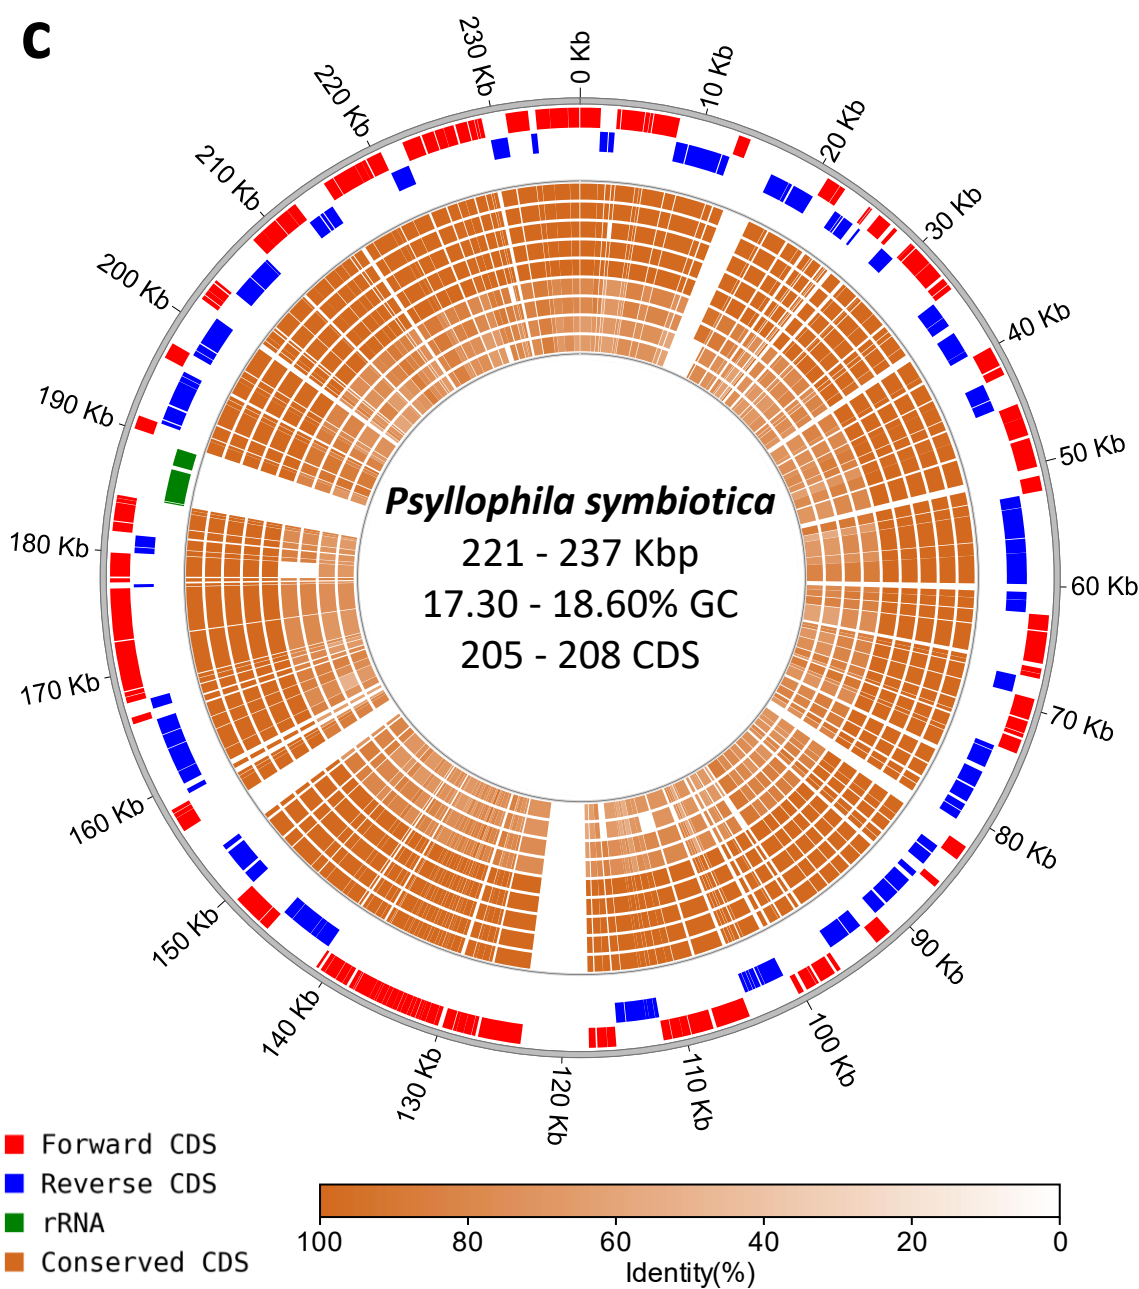 c
0 Kb
10 Kb
20 Kb
30 Kb
40 Kb
50 Kb
60 Kb
70 Kb
80 Kb
90 Kb
100 Kb
110 Kb
120 Kb
130 Kb
140 Kb
150 Kb
160 Kb
170 Kb
180 Kb
190 Kb
200 Kb
210 Kb
220 Kb
230 Kb
Psyllophila symbiotica
221 - 237 Kbp
17.30 - 18.60% GC
205 - 208 CDS
Forward CDS
Reverse CDS
rRNA
Conserved CDS
100 80 60 40 20 0
Identity(%)